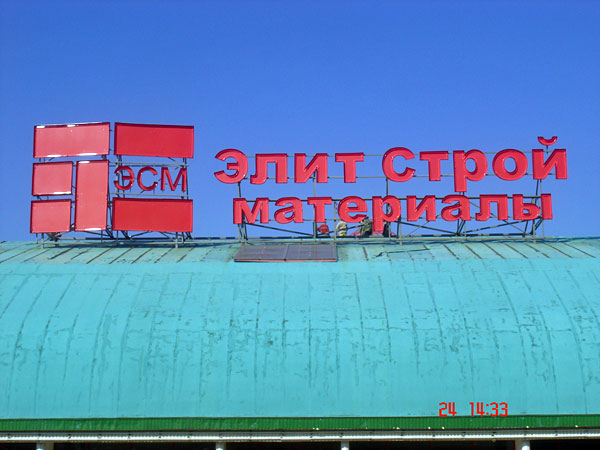 ЭСМ
Элит Строй
материалы
24 14:33